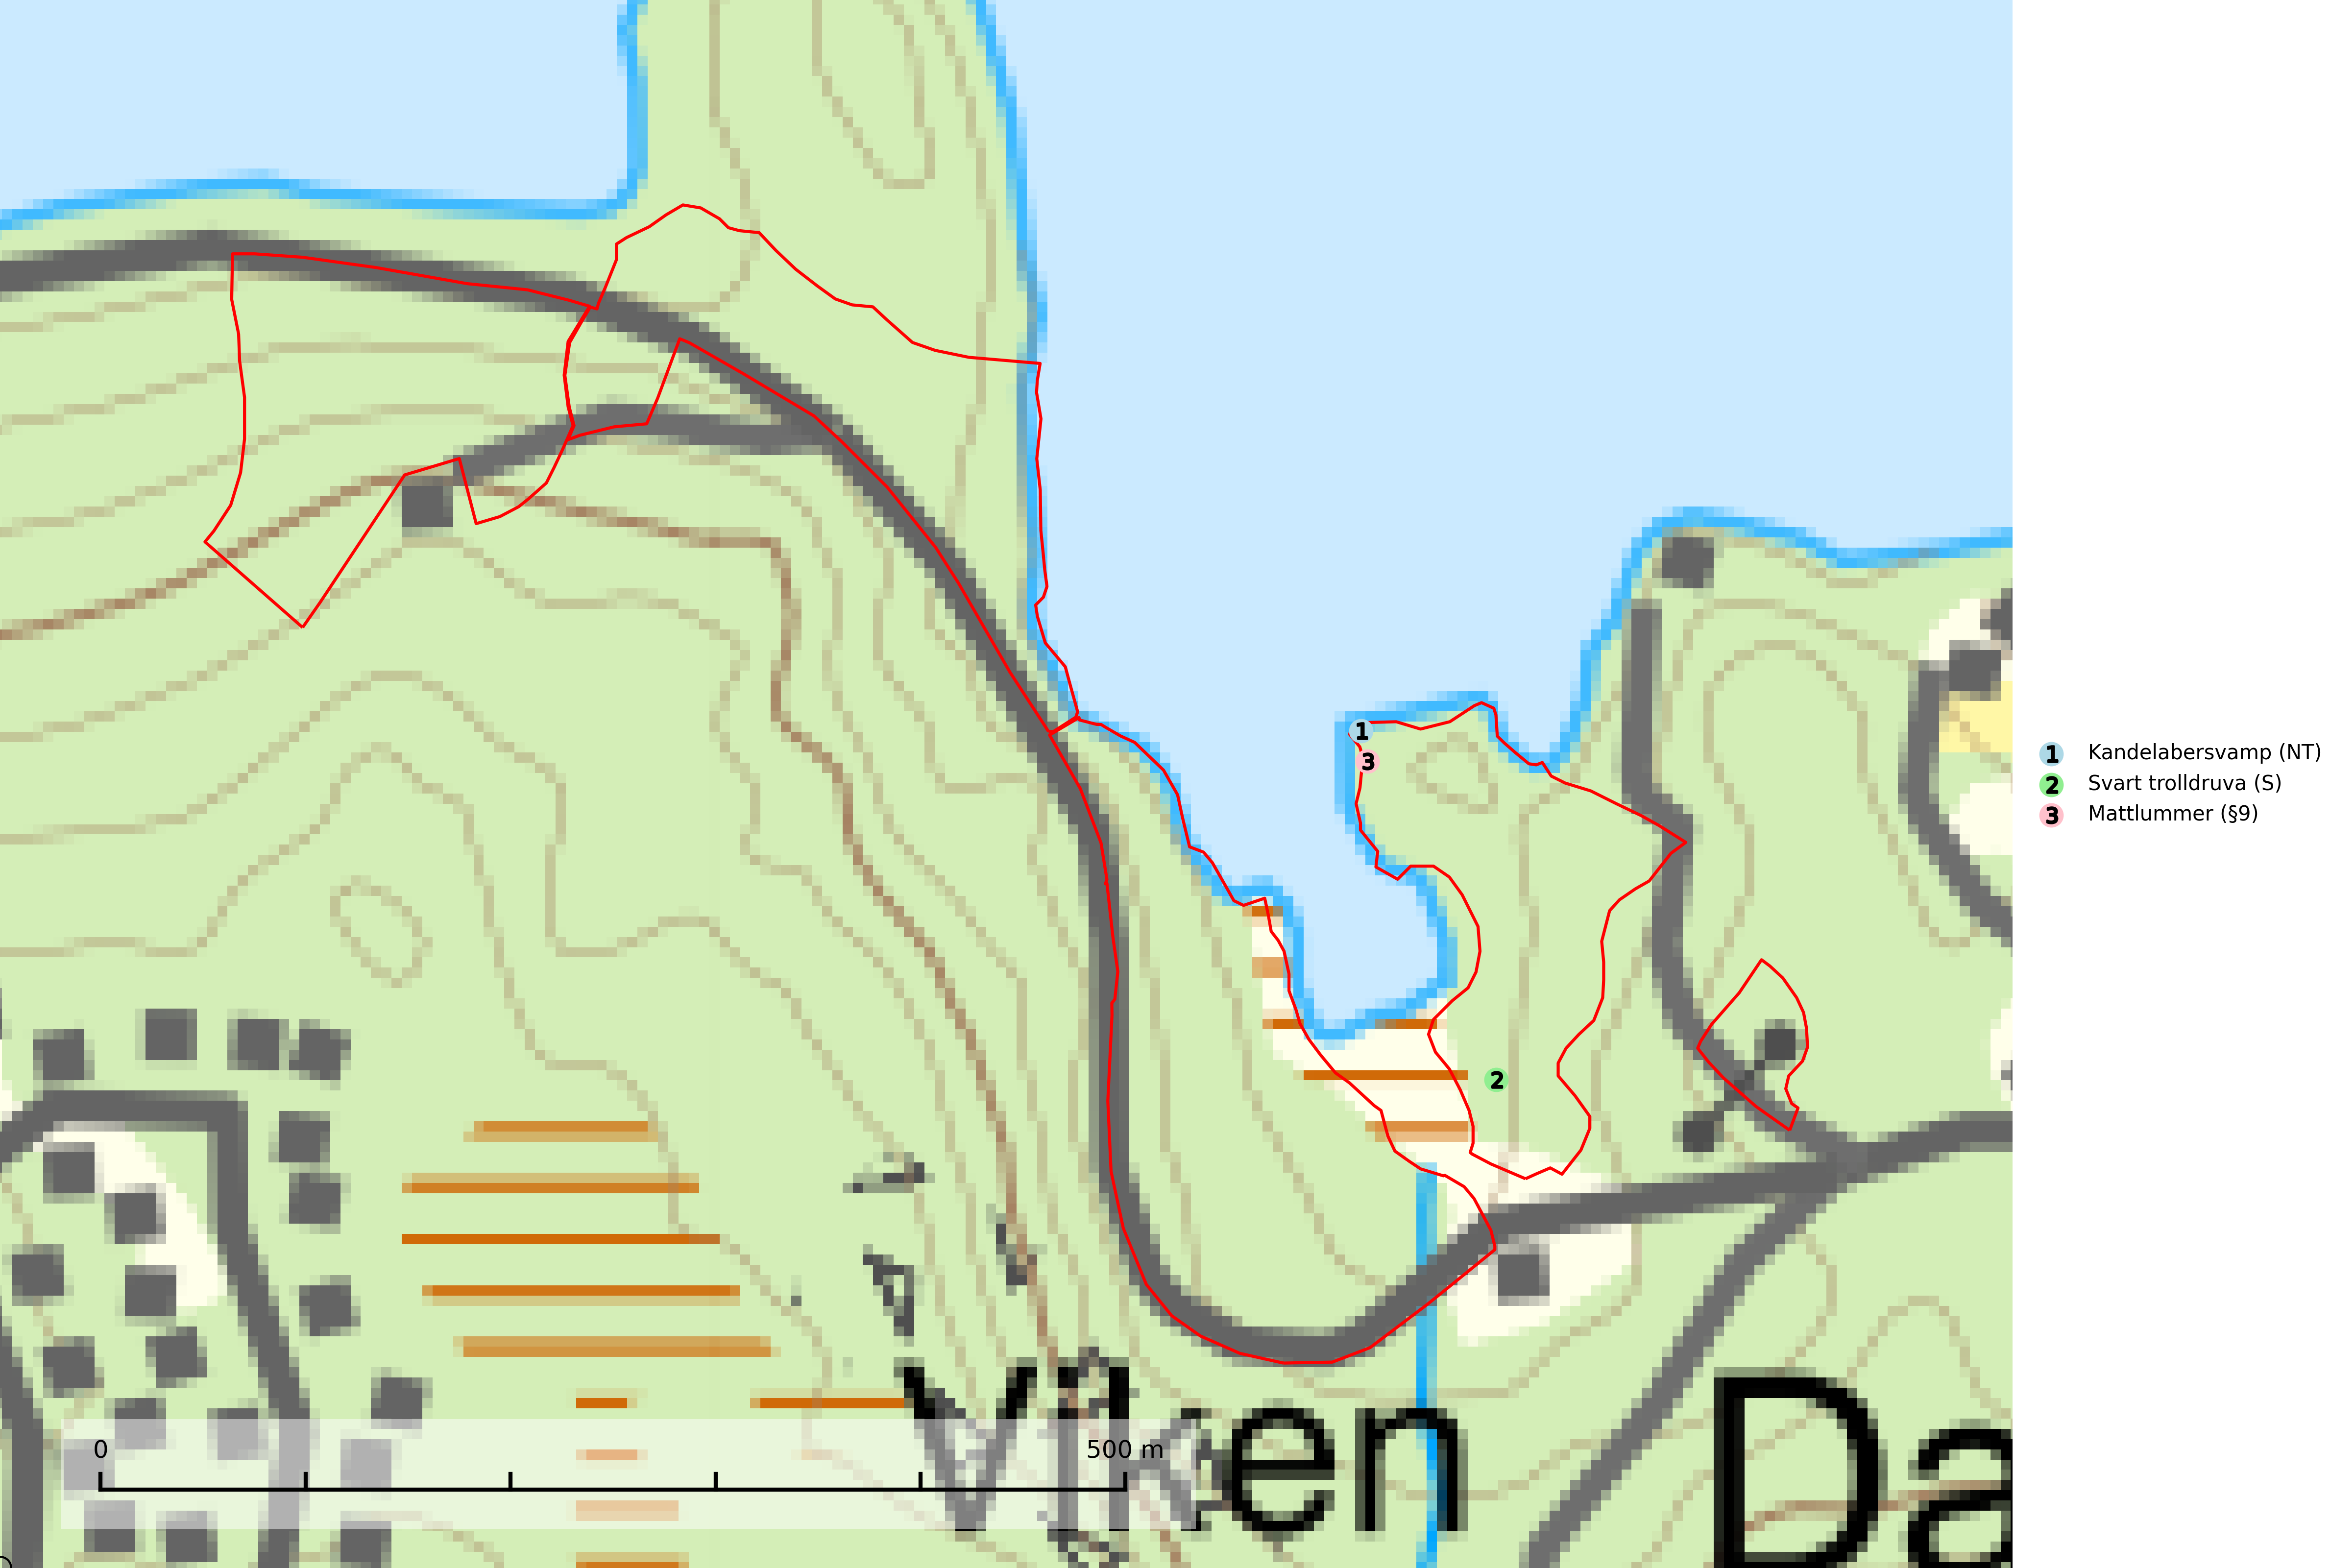 Viken
Da
0 500 m
1 Kandelabersvamp (NT)
2 Svart trolldruva (S)
3 Mattlummer (§9)
1
3
2